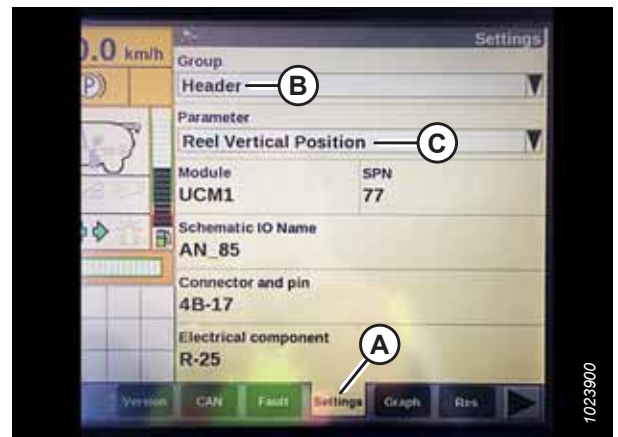 Settings
0.0 km/h
Group
Header
B
(P)
Parameter
Reel Vertical Position
C
Module
SPN
UCM1
77
Schematic IO Name
AN_85
Connector and pin
4B-17
Electrical component
R-25
A
Version
CAN
Fault
Settings
Graph
Res
1023900